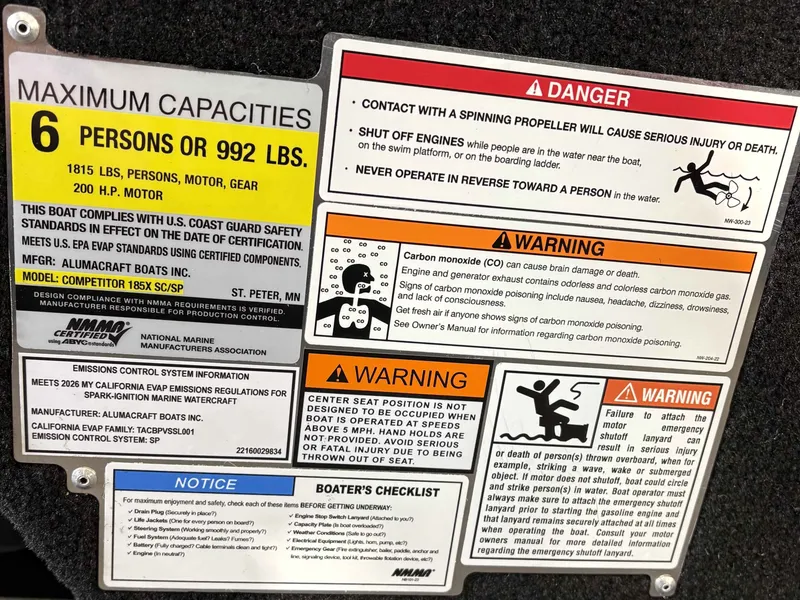 MAXIMUM CAPACITIES
6 PERSONS OR 992 LBS.
1815 LBS, PERSONS, MOTOR, GEAR
200 H.P. MOTOR
THIS BOAT COMPLIES WITH U.S. COAST GUARD SAFETY
STANDARDS IN EFFECT ON THE DATE OF CERTIFICATION.
MEETS U.S. EPA EVAP STANDARDS USING CERTIFIED COMPONENTS.
MFGR: ALUMACRAFT BOATS INC.
MODEL: COMPETITOR 185X SC/SP
ST. PETER, MN
DESIGN COMPLIANCE WITH NMMA REQUIREMENTS IS VERIFIED.
MANUFACTURER RESPONSIBLE FOR PRODUCTION CONTROL.
NMMA
CERTIFIED
using ABYC standards
NATIONAL MARINE
MANUFACTURERS ASSOCIATION
DANGER
· CONTACT WITH A SPINNING PROPELLER WILL CAUSE SERIOUS INJURY OR DEATH.
· SHUT OFF ENGINES while people are in the water near the boat,
on the swim platform, or on the boarding ladder.
· NEVER OPERATE IN REVERSE TOWARD A PERSON in the water.
NW-300-23
WARNING
co co co
co co
co co
co co
co co
Carbon monoxide (CO) can cause brain damage or death.
Engine and generator exhaust contains odorless and colorless carbon monoxide gas.
Signs of carbon monoxide poisoning include nausea, headache, dizziness, drowsiness,
and lack of consciousness.
Get fresh air if anyone shows signs of carbon monoxide poisoning.
See Owner's Manual for information regarding carbon monoxide poisoning.
NW-204-22
EMISSIONS CONTROL SYSTEM INFORMATION
MEETS 2026 MY CALIFORNIA EVAP EMISSIONS REGULATIONS FOR
SPARK-IGNITION MARINE WATERCRAFT
MANUFACTURER: ALUMACRAFT BOATS INC.
CALIFORNIA EVAP FAMILY: TACBPVSSL001
EMISSION CONTROL SYSTEM: SP
22160029834
WARNING
CENTER SEAT POSITION IS NOT
DESIGNED TO BE OCCUPIED WHEN
BOAT IS OPERATED AT SPEEDS
ABOVE 5 MPH. HAND HOLDS ARE
NOT PROVIDED. AVOID SERIOUS
OR FATAL INJURY DUE TO BEING
THROWN OUT OF SEAT.
WARNING
Failure to attach the
motor emergency
shutoff lanyard can
result in serious injury
or death of person(s) thrown overboard, when for
example, striking a wave, wake or submerged
object. If motor does not shutoff, boat could circle
and strike person(s) in water. Boat operator must
always make sure to attach the emergency shutoff
lanyard prior to starting the gasoline engine and
that lanyard remains securely attached at all times
when operating the boat. Consult your motor
owners manual for more detailed information
regarding the emergency shutoff lanyard.
NOTICE
BOATER'S CHECKLIST
For maximum enjoyment and safety, check each of these items BEFORE GETTING UNDERWAY:
✓ Drain Plug (Securely in place?)
✓ Life Jackets (One for every person on board?)
✓ Steering System (Working smoothly and properly?)
✓ Fuel System (Adequate fuel? Leaks? Fumes?)
✓ Battery (Fully charged? Cable terminals clean and tight?)
✓ Engine (In neutral?)
✓ Engine Stop Switch Lanyard (Attached to you?)
✓ Capacity Plate (Is boat overloaded?)
✓ Weather Conditions (Safe to go out?)
✓ Electrical Equipment (Lights, horn, pump, etc?)
✓ Emergency Gear (Fire extinguisher, bailer, paddle, anchor and
line, signaling device, tool kit, throwable flotation device, etc?)
NMMA